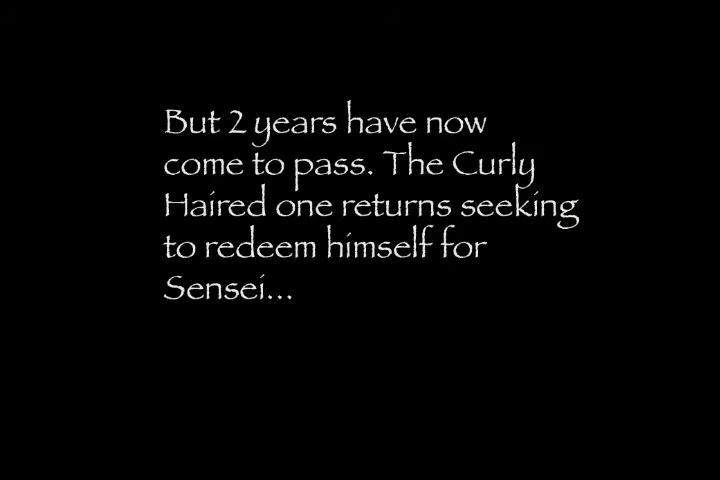 But 2 years have now
come to pass. The Curly
Haired one returns seeking
to redeem himself for
Sensei...